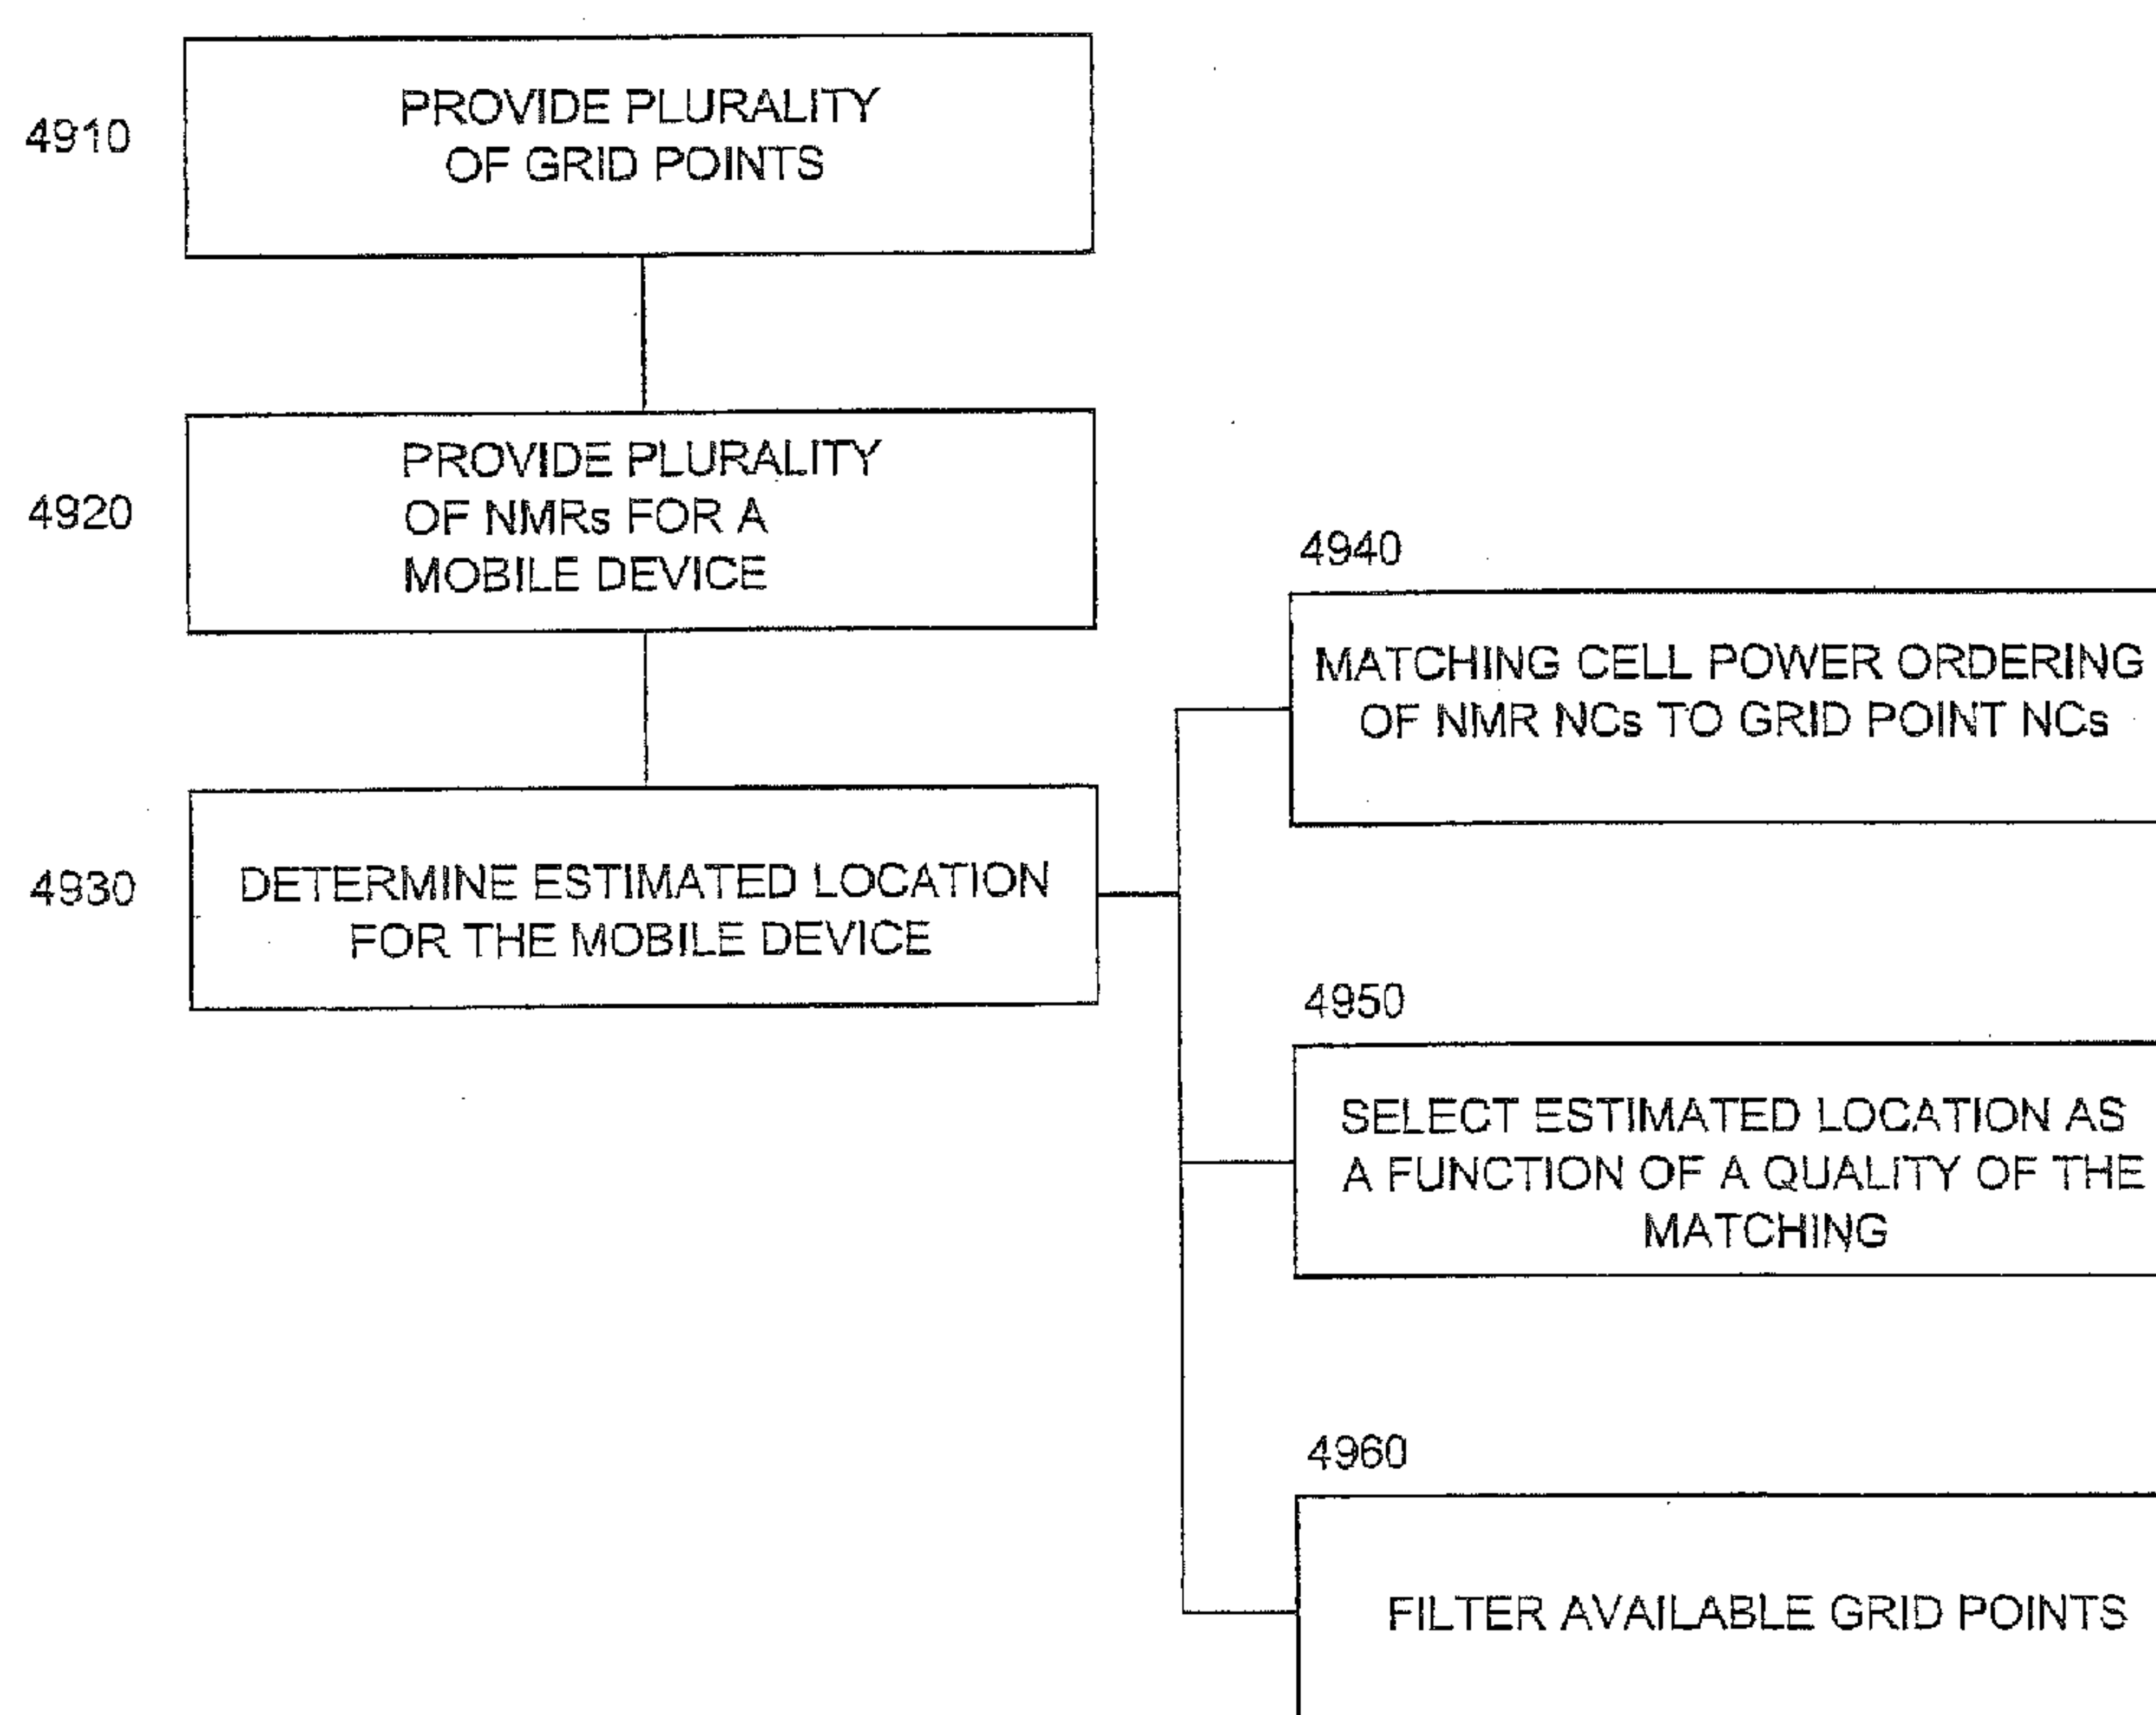 4910
PROVIDE PLURALITY
OF GRID POINTS
4920
PROVIDE PLURALITY
OF NMRs FOR A
MOBILE DEVICE
4930
DETERMINE ESTIMATED LOCATION
FOR THE MOBILE DEVICE
4940
MATCHING CELL POWER ORDERING
OF NMR NCs TO GRID POINT NCs
4950
SELECT ESTIMATED LOCATION AS
A FUNCTION OF A QUALITY OF THE
MATCHING
4960
FILTER AVAILABLE GRID POINTS